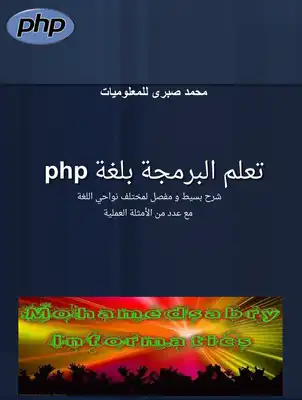 php
محمد صبرى للمعلوميات
تعلم البرمجة بلغة php
شرح بسيط و مفصل لمختلف نواحي اللغة
مع عدد من الأمثلة العملية
Mohamedsabry
Informatics